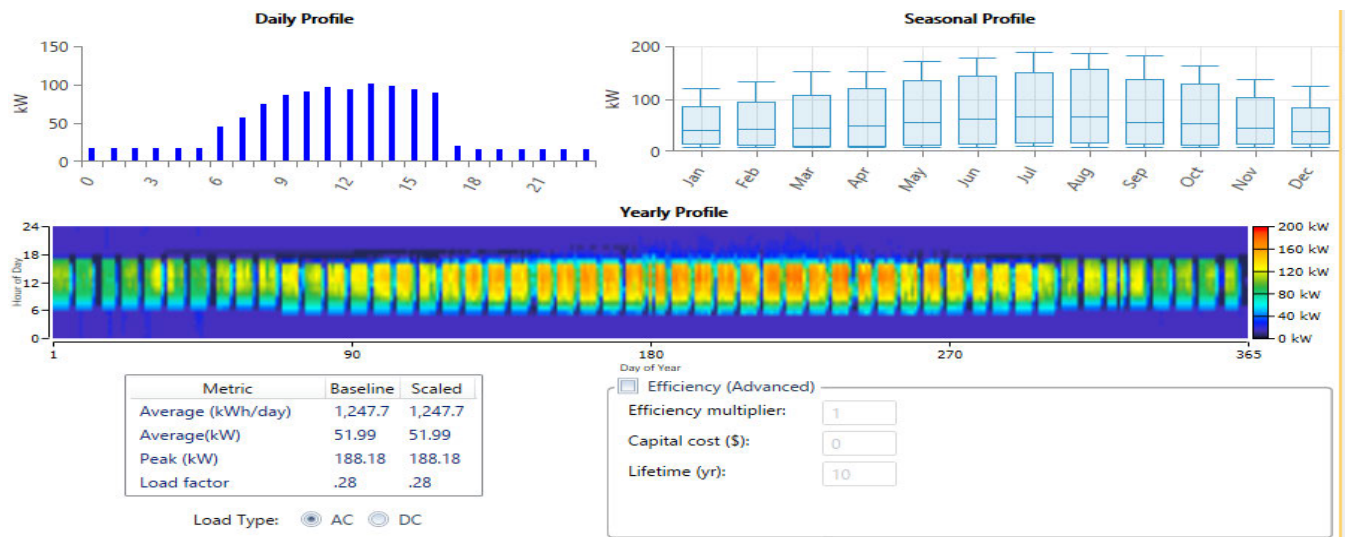 Daily Profile
150
100
50
0
kW
0 3 6 9 12 15 18 21
Seasonal Profile
200
100
0
kW
Jan Feb Mar Apr May Jun Jul Aug Sep Oct Nov Dec
Yearly Profile
24
18
12
6
0
Hour of Day
1 90 180 270 365
Day of Year
200 kW
160 kW
120 kW
80 kW
40 kW
0 kW
Metric Baseline Scaled
Average (kWh/day) 1,247.7 1,247.7
Average(kW) 51.99 51.99
Peak (kW) 188.18 188.18
Load factor .28 .28
Load Type: AC DC
Efficiency (Advanced)
Efficiency multiplier: 1
Capital cost ($): 0
Lifetime (yr): 10